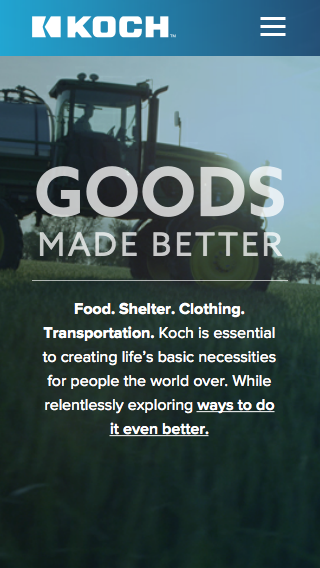 KOCH™
GOODS
MADE BETTER
Food. Shelter. Clothing.
Transportation. Koch is essential
to creating life’s basic necessities
for people the world over. While
relentlessly exploring ways to do
it even better.